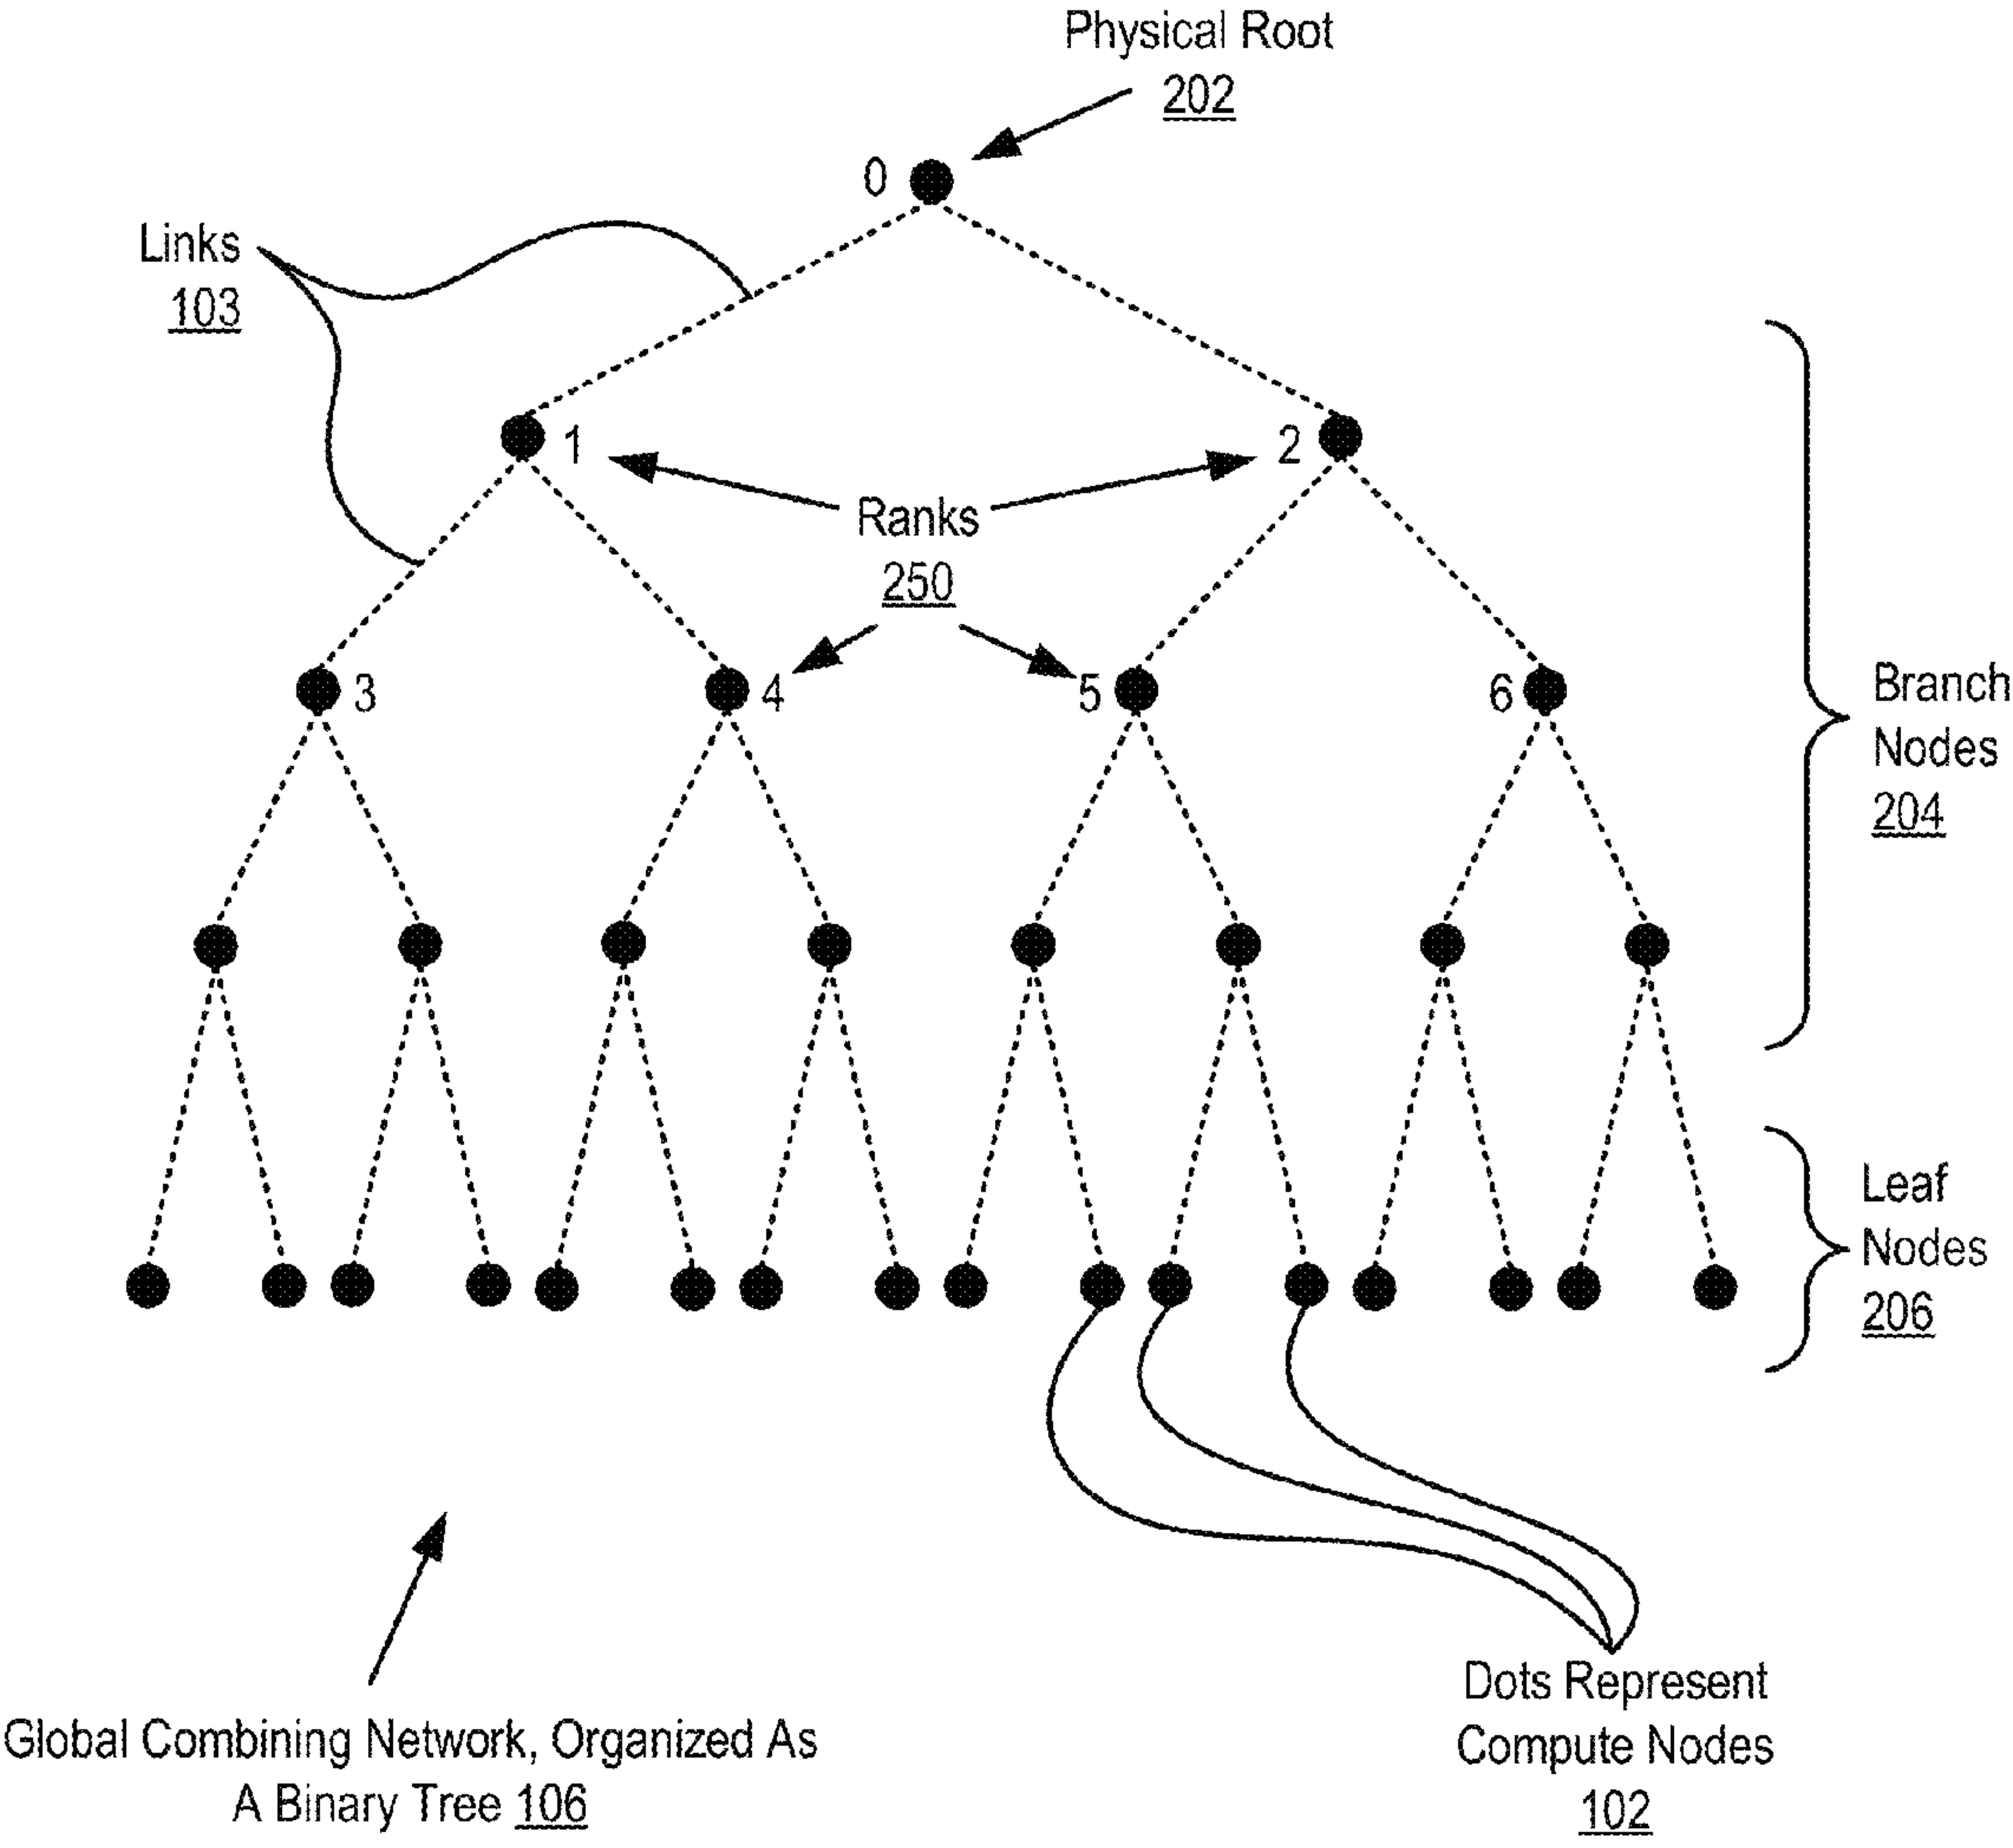 Physical Root
202
0
Links
103
1
2
Ranks
250
3
4
5
6
Branch
Nodes
204
Leaf
Nodes
206
Dots Represent
Compute Nodes
102
Global Combining Network, Organized As
A Binary Tree 106